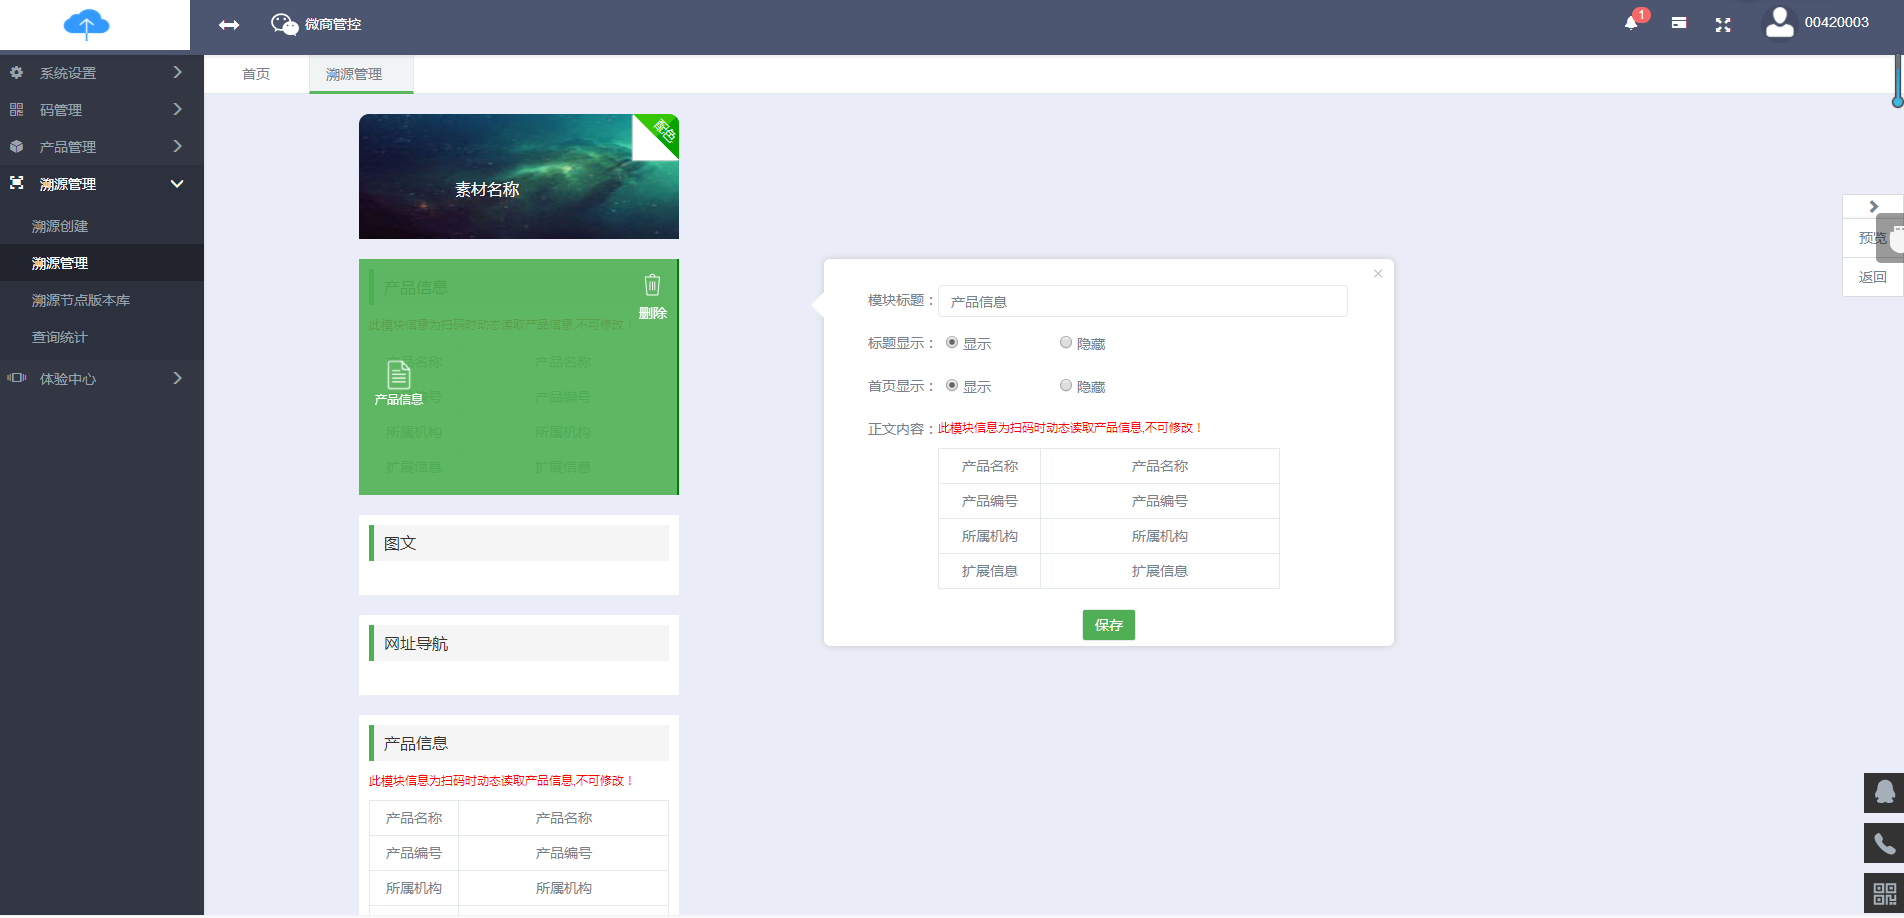 微商管控
1
00420003
系统设置
码管理
产品管理
溯源管理
溯源创建
溯源管理
溯源节点版本库
查询统计
体验中心
首页
溯源管理
配色
素材名称
产品信息
删除
此模块信息为扫码时动态读取产品信息,不可修改！
产品名称 产品名称
产品编号 产品编号
产品信息
所属机构 所属机构
扩展信息 扩展信息
图文
网址导航
产品信息
此模块信息为扫码时动态读取产品信息,不可修改！
产品名称 产品名称
产品编号 产品编号
所属机构 所属机构
×
模块标题： 产品信息
标题显示： 显示 隐藏
首页显示： 显示 隐藏
正文内容： 此模块信息为扫码时动态读取产品信息,不可修改！
产品名称 产品名称
产品编号 产品编号
所属机构 所属机构
扩展信息 扩展信息
保存
预览
返回